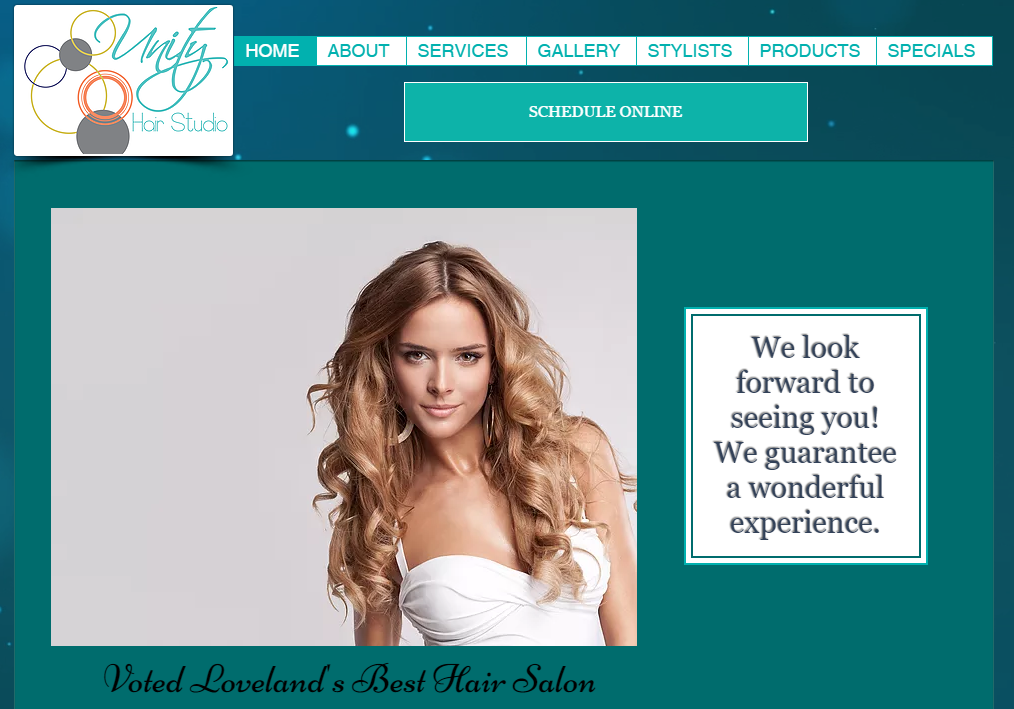 Unity
Hair Studio
HOME ABOUT SERVICES GALLERY STYLISTS PRODUCTS SPECIALS
SCHEDULE ONLINE
We look
forward to
seeing you!
We guarantee
a wonderful
experience.
Voted Loveland's Best Hair Salon